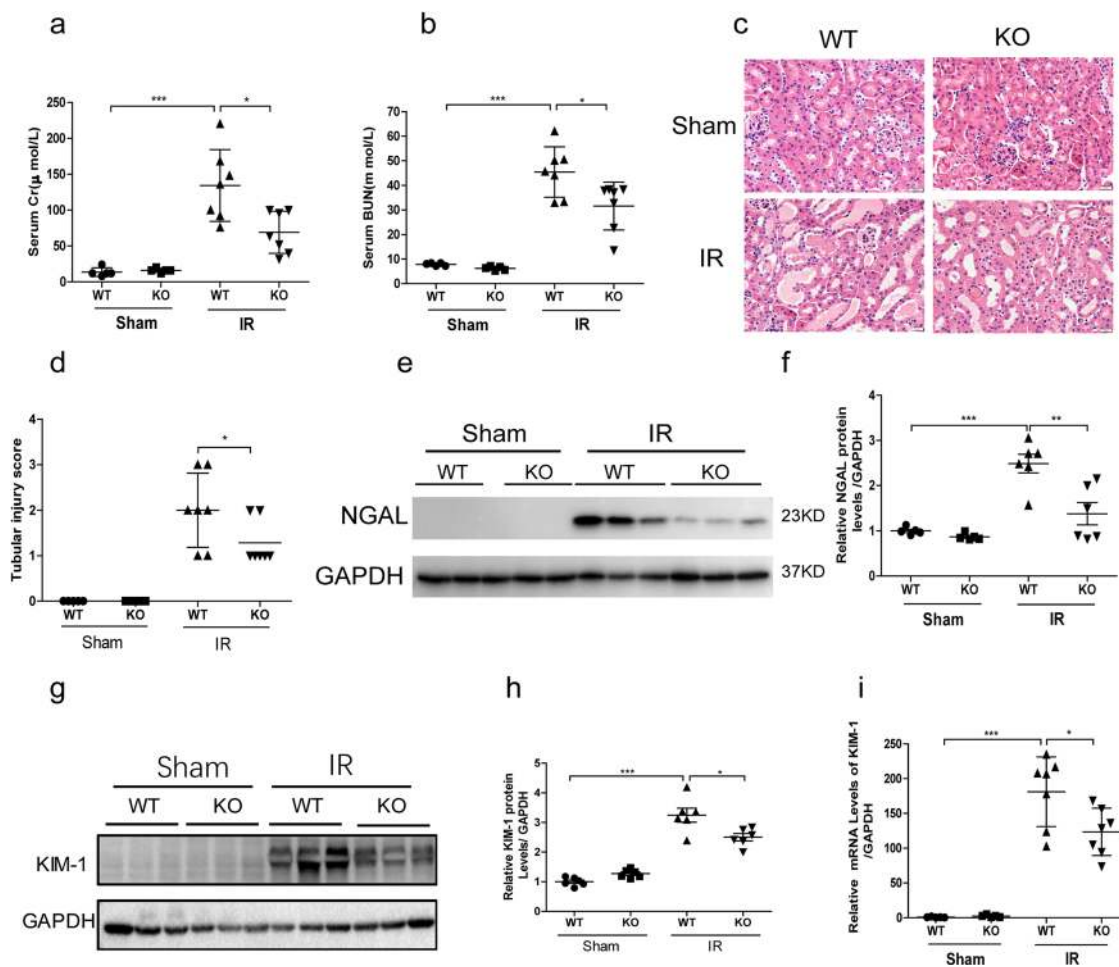 a
***
*
Serum Cr(μ mol/L)
250
200
150
100
50
0
WT KO WT KO
Sham IR
b
***
*
Serum BUN(m mol/L)
70
60
50
40
30
20
10
0
WT KO WT KO
Sham IR
c
WT KO
Sham
IR
d
*
Tubular injury score
4
3
2
1
0
WT KO WT KO
Sham IR
e
Sham IR
WT KO WT KO
NGAL 23KD
GAPDH 37KD
f
***
**
Relative NGAL protein
levels /GAPDH
4
3
2
1
0
WT KO WT KO
Sham IR
g
Sham IR
WT KO WT KO
KIM-1
GAPDH
h
***
*
Relative KIM-1 protein
Levels/ GAPDH
5
4
3
2
1
0
WT KO WT KO
Sham IR
i
***
*
Relative mRNA Levels of KIM-1
/GAPDH
250
200
150
100
50
0
WT KO WT KO
Sham IR